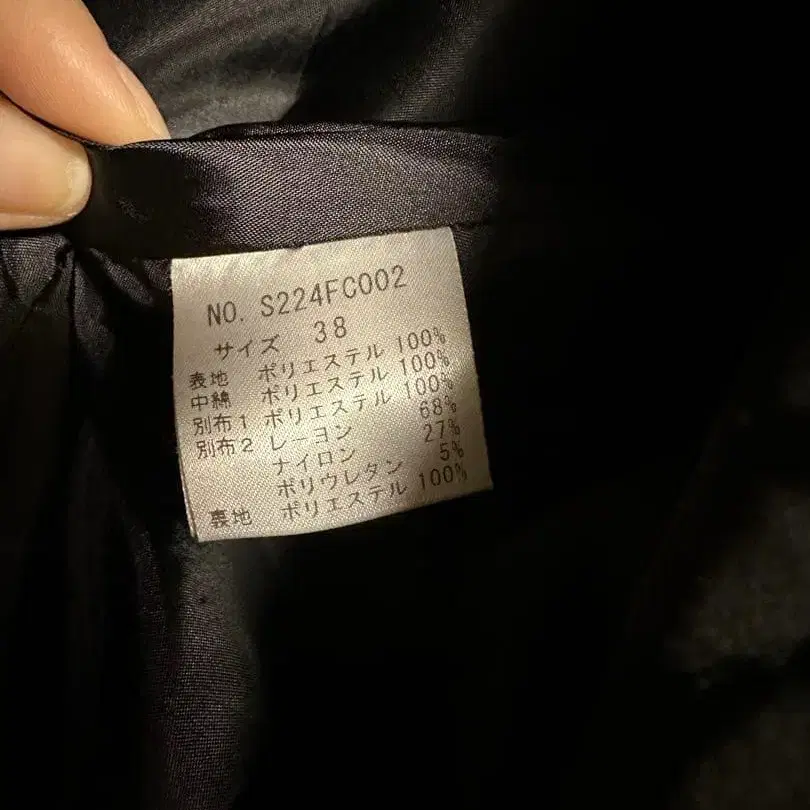 NO. S224FC002
サイズ 38
表地 ポリエステル 100%
中綿 ポリエステル 100%
別布1 ポリエステル 100%
別布2 レーヨン 68%
ナイロン 27%
ポリウレタン 5%
裏地 ポリエステル 100%